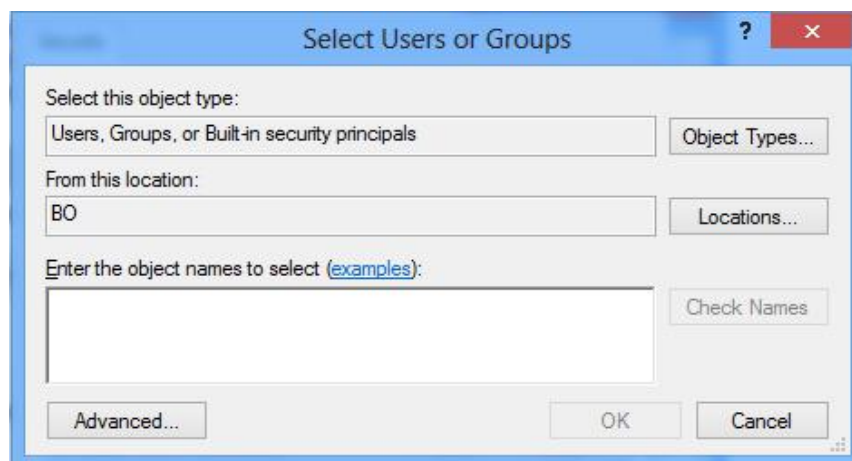 Select Users or Groups
?
Select this object type:
Users, Groups, or Built-in security principals
Object Types...
From this location:
BO
Locations...
Enter the object names to select (examples):
Check Names
Advanced...
OK
Cancel